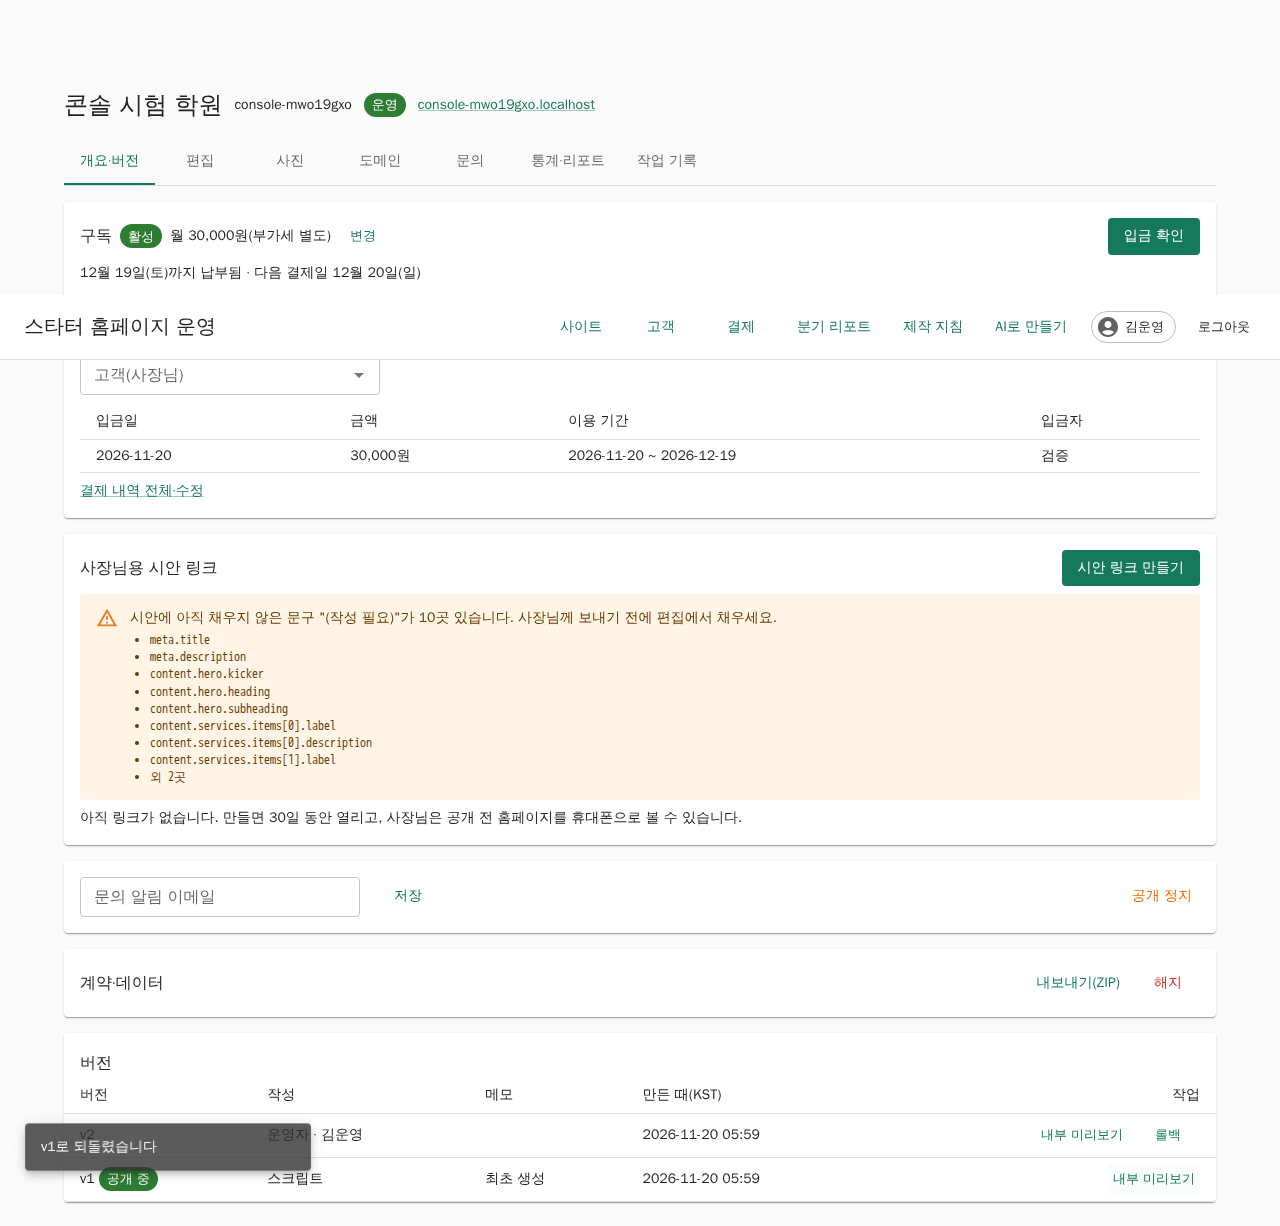 콘솔 시험 학원 console-mwo19gxo 운영 console-mwo19gxo.localhost
개요·버전 편집 사진 도메인 문의 통계·리포트 작업 기록
구독 활성 월 30,000원(부가세 별도) 변경 입금 확인
12월 19일(토)까지 납부됨 · 다음 결제일 12월 20일(일)
스타터 홈페이지 운영 사이트 고객 결제 분기 리포트 제작 지침 AI로 만들기 김운영 로그아웃
고객(사장님)
입금일 금액 이용 기간 입금자
2026-11-20 30,000원 2026-11-20 ~ 2026-12-19 검증
결제 내역 전체·수정
사장님용 시안 링크 시안 링크 만들기
시안에 아직 채우지 않은 문구 "(작성 필요)"가 10곳 있습니다. 사장님께 보내기 전에 편집에서 채우세요.
• meta.title
• meta.description
• content.hero.kicker
• content.hero.heading
• content.hero.subheading
• content.services.items[0].label
• content.services.items[0].description
• content.services.items[1].label
• 외 2곳
아직 링크가 없습니다. 만들면 30일 동안 열리고, 사장님은 공개 전 홈페이지를 휴대폰으로 볼 수 있습니다.
문의 알림 이메일 저장 공개 정지
계약·데이터 내보내기(ZIP) 해지
버전
버전 작성 메모 만든 때(KST) 작업
v2 운영자 · 김운영 2026-11-20 05:59 내부 미리보기 롤백
v1로 되돌렸습니다
v1 공개 중 스크립트 최초 생성 2026-11-20 05:59 내부 미리보기